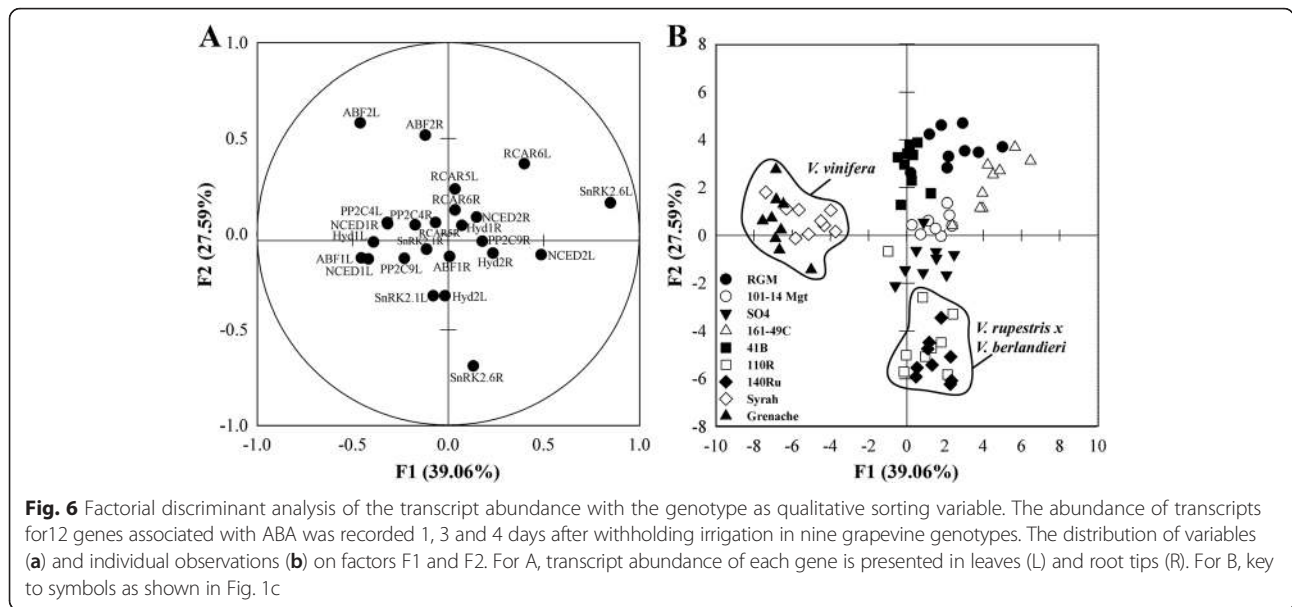 A
B
1.0
0.5
0.0
-0.5
-1.0
F2 (27.59%)
ABF2L
ABF2R
RCAR6L
RCAR5L
RCAR6R
SnRK2.6L
PP2C4L
PP2C4R
NCED2R
NCED1R
RCAR5R
Hyd1R
Hyd1L
SnRK2.1R
PP2C9R
ABF1L
NCED1L
PP2C9L
ABF1R
Hyd2R
NCED2L
SnRK2.1L
Hyd2L
SnRK2.6R
-1.0 -0.5 0.0 0.5 1.0
F1 (39.06%)
8
6
4
2
0
-2
-4
-6
-8
F2 (27.59%)
V. vinifera
RGM
101-14 Mgt
SO4
161-49C
41B
110R
140Ru
Syrah
Grenache
V. rupestris x
V. berlandieri
-10 -8 -6 -4 -2 0 2 4 6 8 10
F1 (39.06%)
Fig. 6 Factorial discriminant analysis of the transcript abundance with the genotype as qualitative sorting variable. The abundance of transcripts
for12 genes associated with ABA was recorded 1, 3 and 4 days after withholding irrigation in nine grapevine genotypes. The distribution of variables
(a) and individual observations (b) on factors F1 and F2. For A, transcript abundance of each gene is presented in leaves (L) and root tips (R). For B, key
to symbols as shown in Fig. 1c